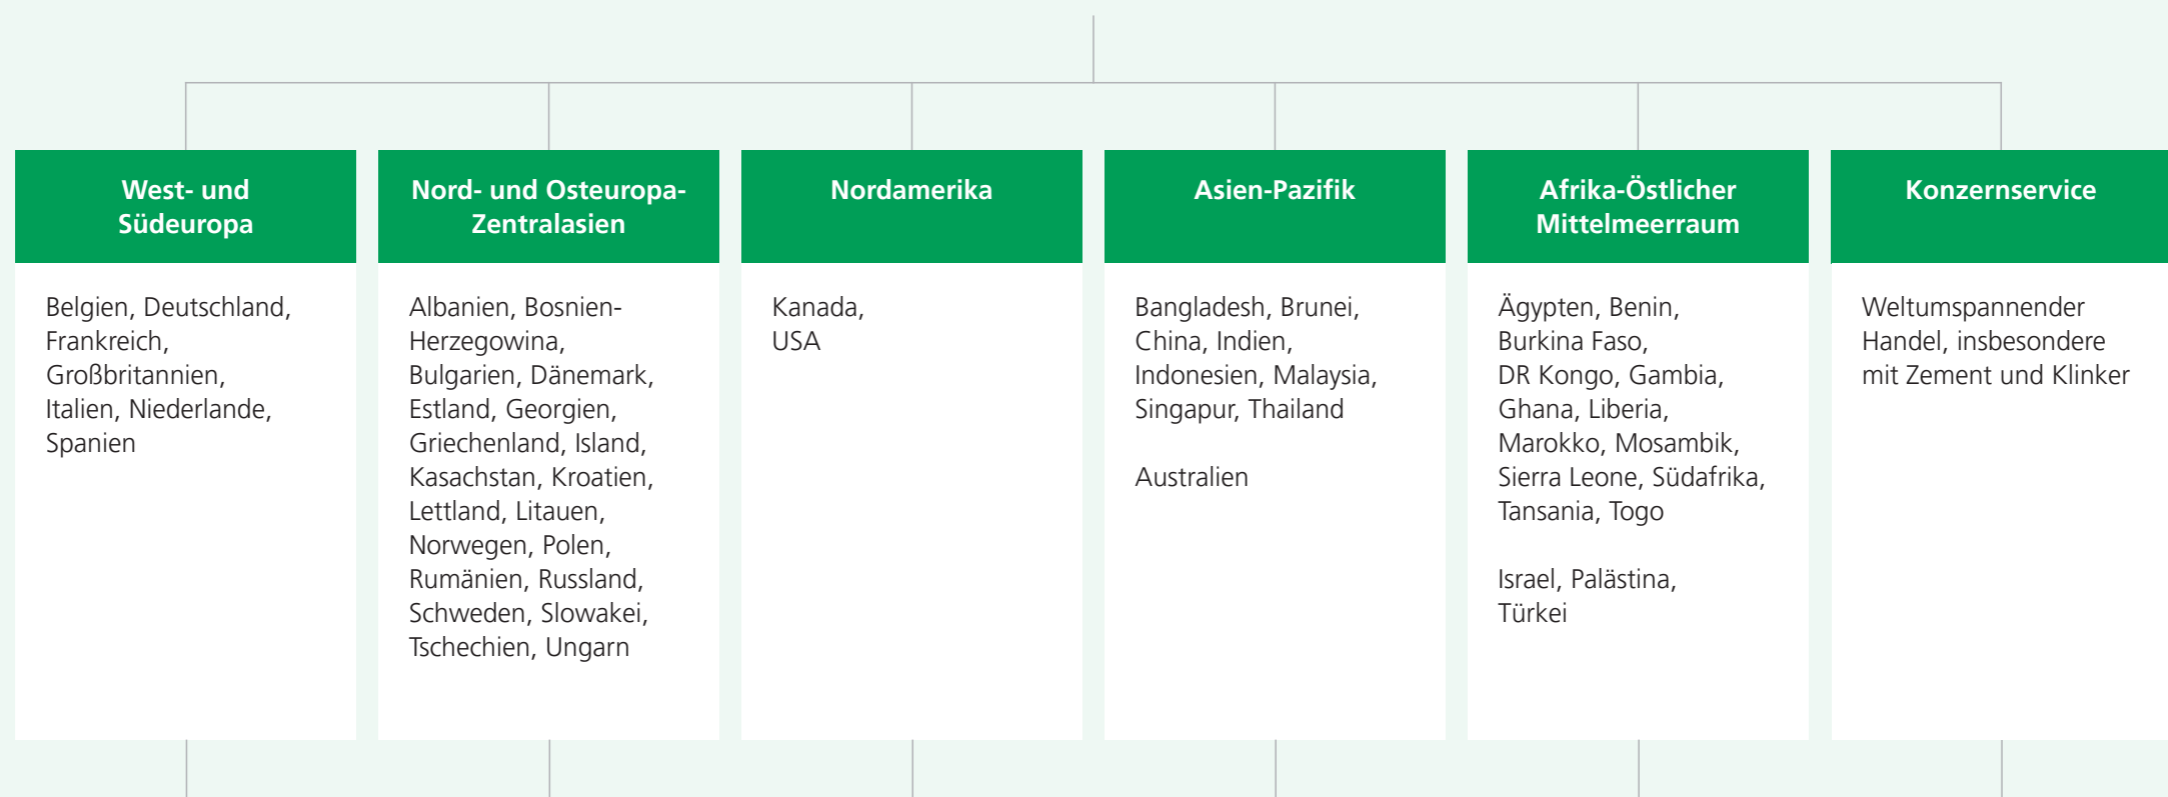 West- und
Südeuropa
Belgien, Deutschland,
Frankreich,
Großbritannien,
Italien, Niederlande,
Spanien
Nord- und Osteuropa-
Zentralasien
Albanien, Bosnien-
Herzegowina,
Bulgarien, Dänemark,
Estland, Georgien,
Griechenland, Island,
Kasachstan, Kroatien,
Lettland, Litauen,
Norwegen, Polen,
Rumänien, Russland,
Schweden, Slowakei,
Tschechien, Ungarn
Nordamerika
Kanada,
USA
Asien-Pazifik
Bangladesh, Brunei,
China, Indien,
Indonesien, Malaysia,
Singapur, Thailand
Australien
Afrika-Östlicher
Mittelmeerraum
Ägypten, Benin,
Burkina Faso,
DR Kongo, Gambia,
Ghana, Liberia,
Marokko, Mosambik,
Sierra Leone, Südafrika,
Tansania, Togo
Israel, Palästina,
Türkei
Konzernservice
Weltumspannender
Handel, insbesondere
mit Zement und Klinker